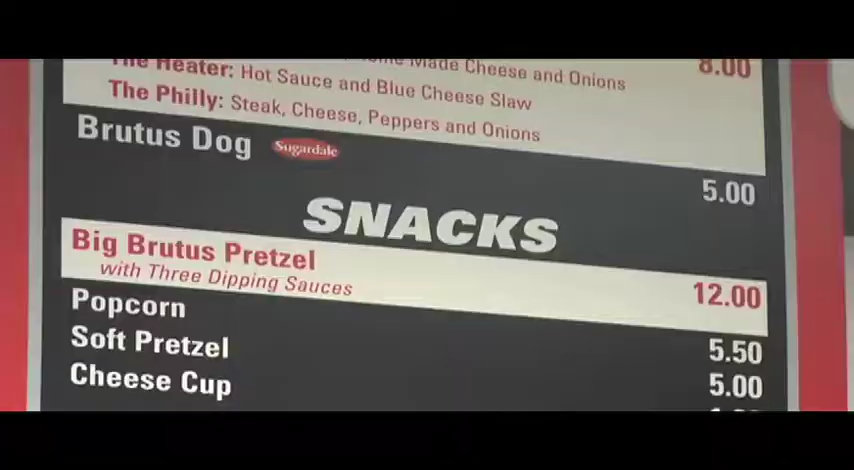 Made Cheese and Onions 8.00
The Heater: Hot Sauce and Blue Cheese Slaw
The Philly: Steak, Cheese, Peppers and Onions
Brutus Dog Sugardale 5.00
SNACKS
Big Brutus Pretzel 12.00
with Three Dipping Sauces
Popcorn 5.50
Soft Pretzel 5.00
Cheese Cup